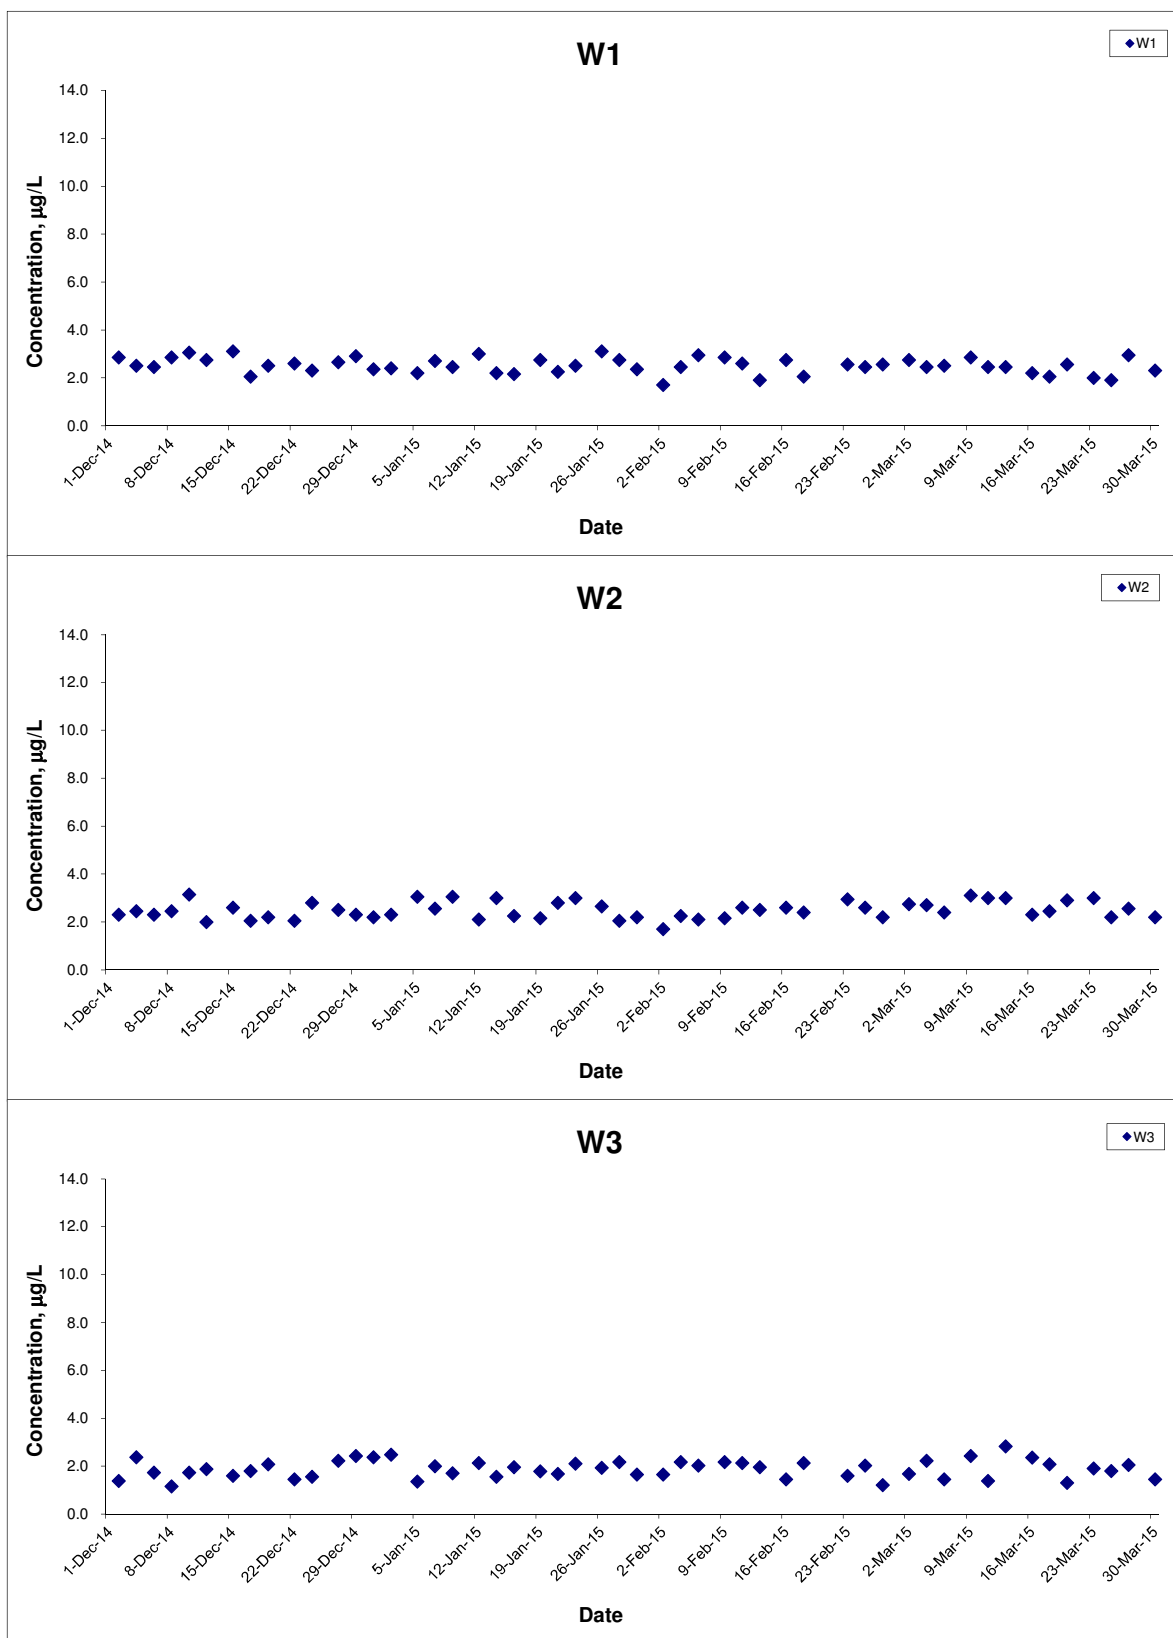 W1
W1
14.0
12.0
10.0
8.0
6.0
4.0
2.0
0.0
Concentration, µg/L
1-Dec-14
8-Dec-14
15-Dec-14
22-Dec-14
29-Dec-14
5-Jan-15
12-Jan-15
19-Jan-15
26-Jan-15
2-Feb-15
9-Feb-15
16-Feb-15
23-Feb-15
2-Mar-15
9-Mar-15
16-Mar-15
23-Mar-15
30-Mar-15
Date
W2
W2
14.0
12.0
10.0
8.0
6.0
4.0
2.0
0.0
Concentration, µg/L
1-Dec-14
8-Dec-14
15-Dec-14
22-Dec-14
29-Dec-14
5-Jan-15
12-Jan-15
19-Jan-15
26-Jan-15
2-Feb-15
9-Feb-15
16-Feb-15
23-Feb-15
2-Mar-15
9-Mar-15
16-Mar-15
23-Mar-15
30-Mar-15
Date
W3
W3
14.0
12.0
10.0
8.0
6.0
4.0
2.0
0.0
Concentration, µg/L
1-Dec-14
8-Dec-14
15-Dec-14
22-Dec-14
29-Dec-14
5-Jan-15
12-Jan-15
19-Jan-15
26-Jan-15
2-Feb-15
9-Feb-15
16-Feb-15
23-Feb-15
2-Mar-15
9-Mar-15
16-Mar-15
23-Mar-15
30-Mar-15
Date